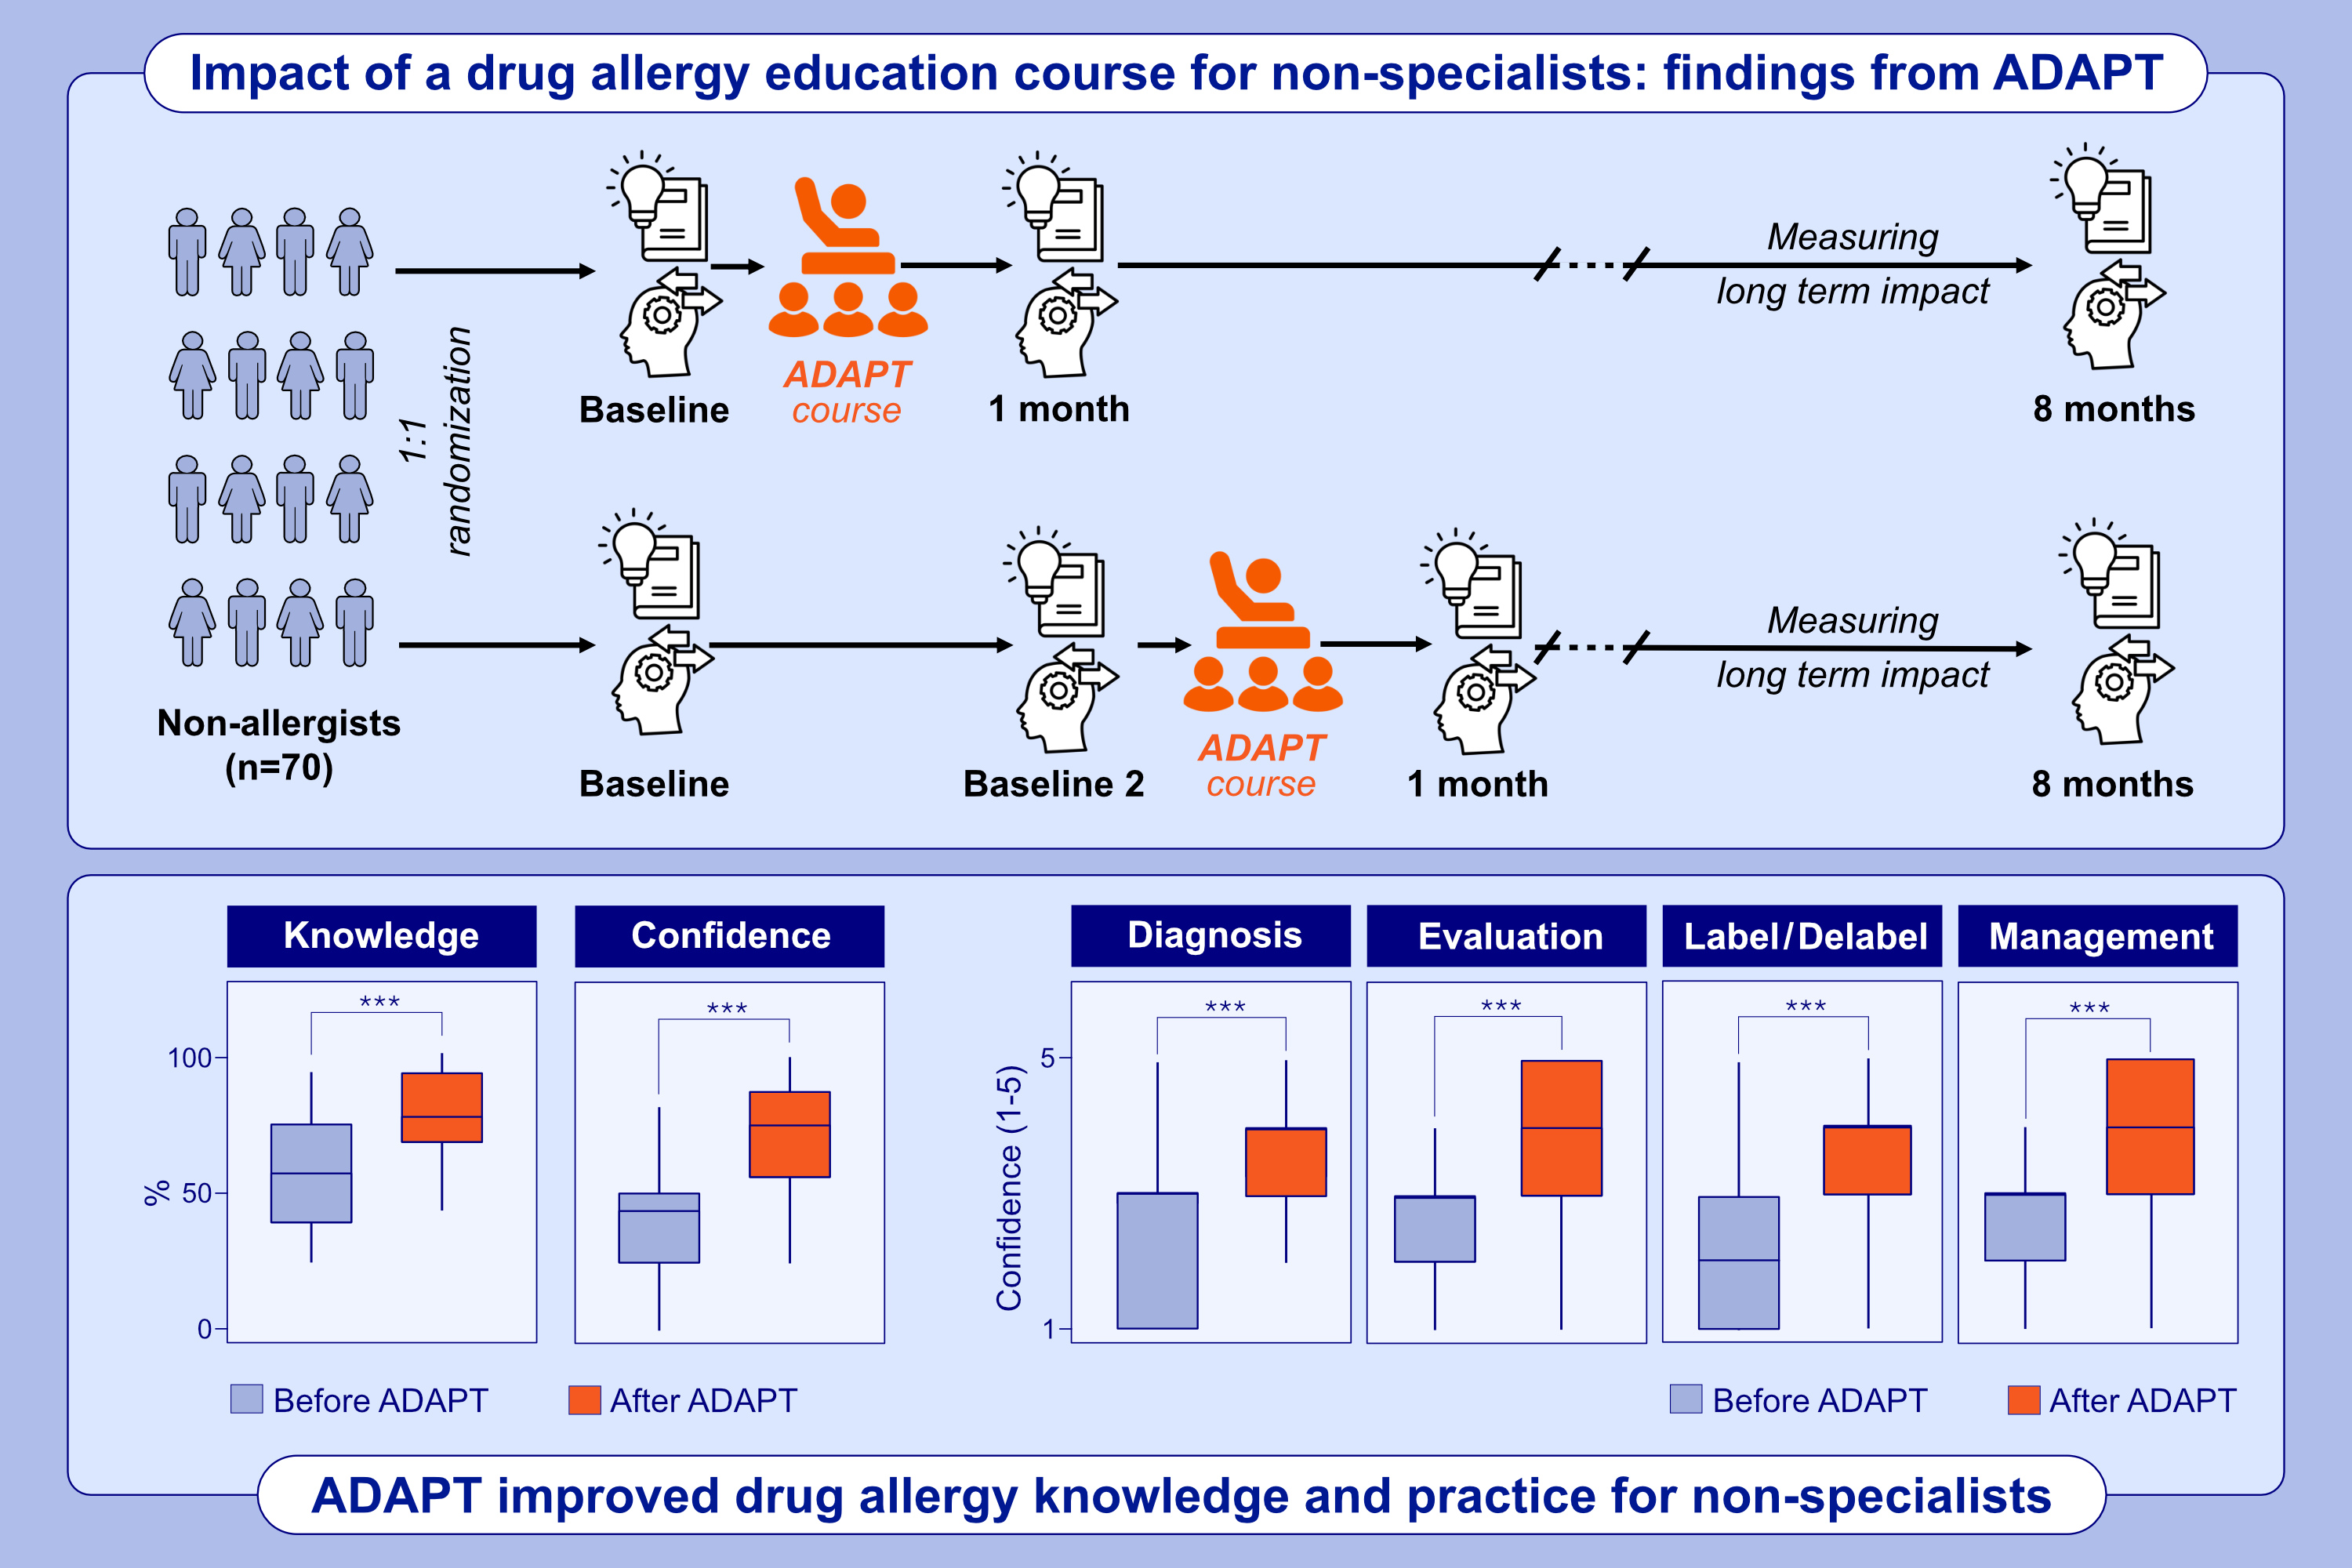 Impact of a drug allergy education course for non-specialists: findings from ADAPT
1:1
randomization
Non-allergists
(n=70)
Baseline
ADAPT
course
1 month
Measuring
long term impact
8 months
Baseline
Baseline 2
ADAPT
course
1 month
Measuring
long term impact
8 months
Knowledge
Confidence
%
100
50
0
***
***
Before ADAPT
After ADAPT
Diagnosis
Evaluation
Label/Delabel
Management
Confidence (1-5)
5
1
***
***
***
***
Before ADAPT
After ADAPT
ADAPT improved drug allergy knowledge and practice for non-specialists